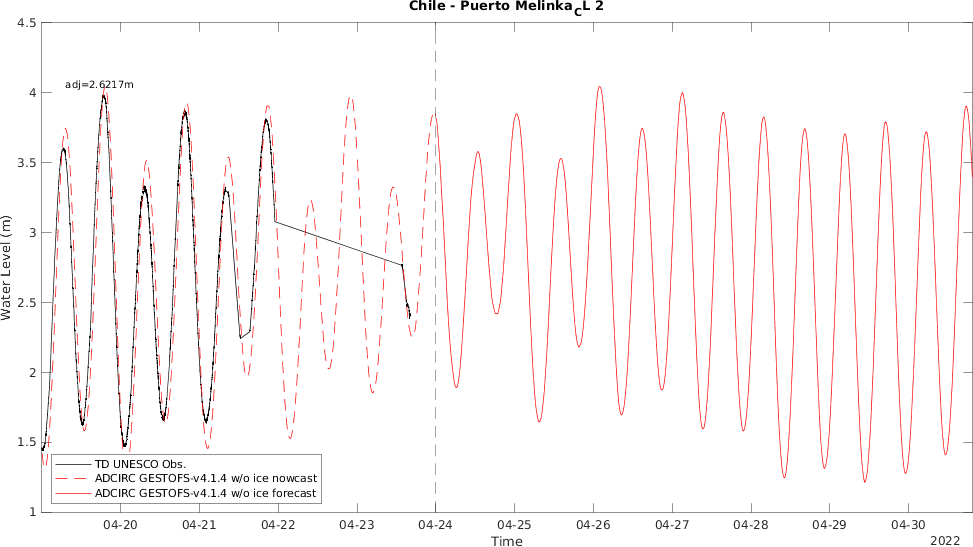 Chile - Puerto MelinkaCL 2
adj=2.6217m
Water Level (m)
4.5
4
3.5
3
2.5
2
1.5
1
TD UNESCO Obs.
ADCIRC GESTOFS-v4.1.4 w/o ice nowcast
ADCIRC GESTOFS-v4.1.4 w/o ice forecast
04-20 04-21 04-22 04-23 04-24 04-25 04-26 04-27 04-28 04-29 04-30
Time
2022